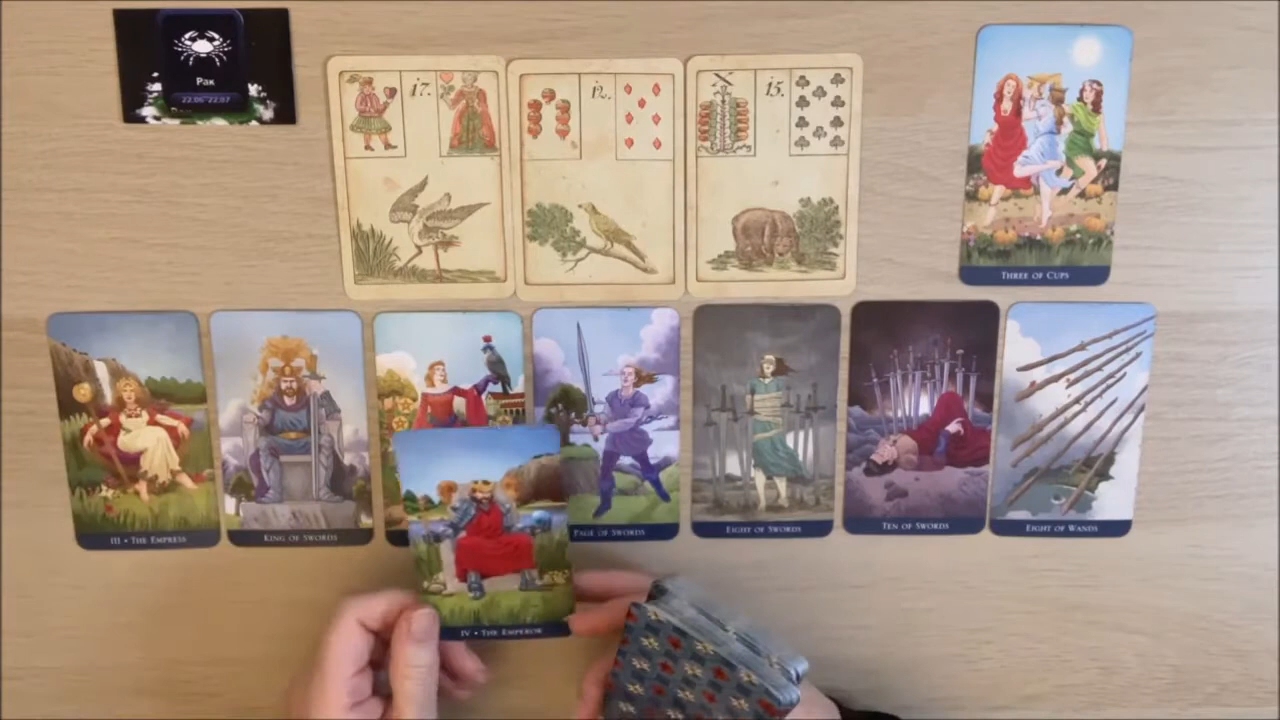 Рак
22.06-22.07
17.
12.
X
15.
THREE OF CUPS
III • THE EMPRESS
KING OF SWORDS
PAGE OF SWORDS
EIGHT OF SWORDS
TEN OF SWORDS
EIGHT OF WANDS
IV • THE EMPEROR